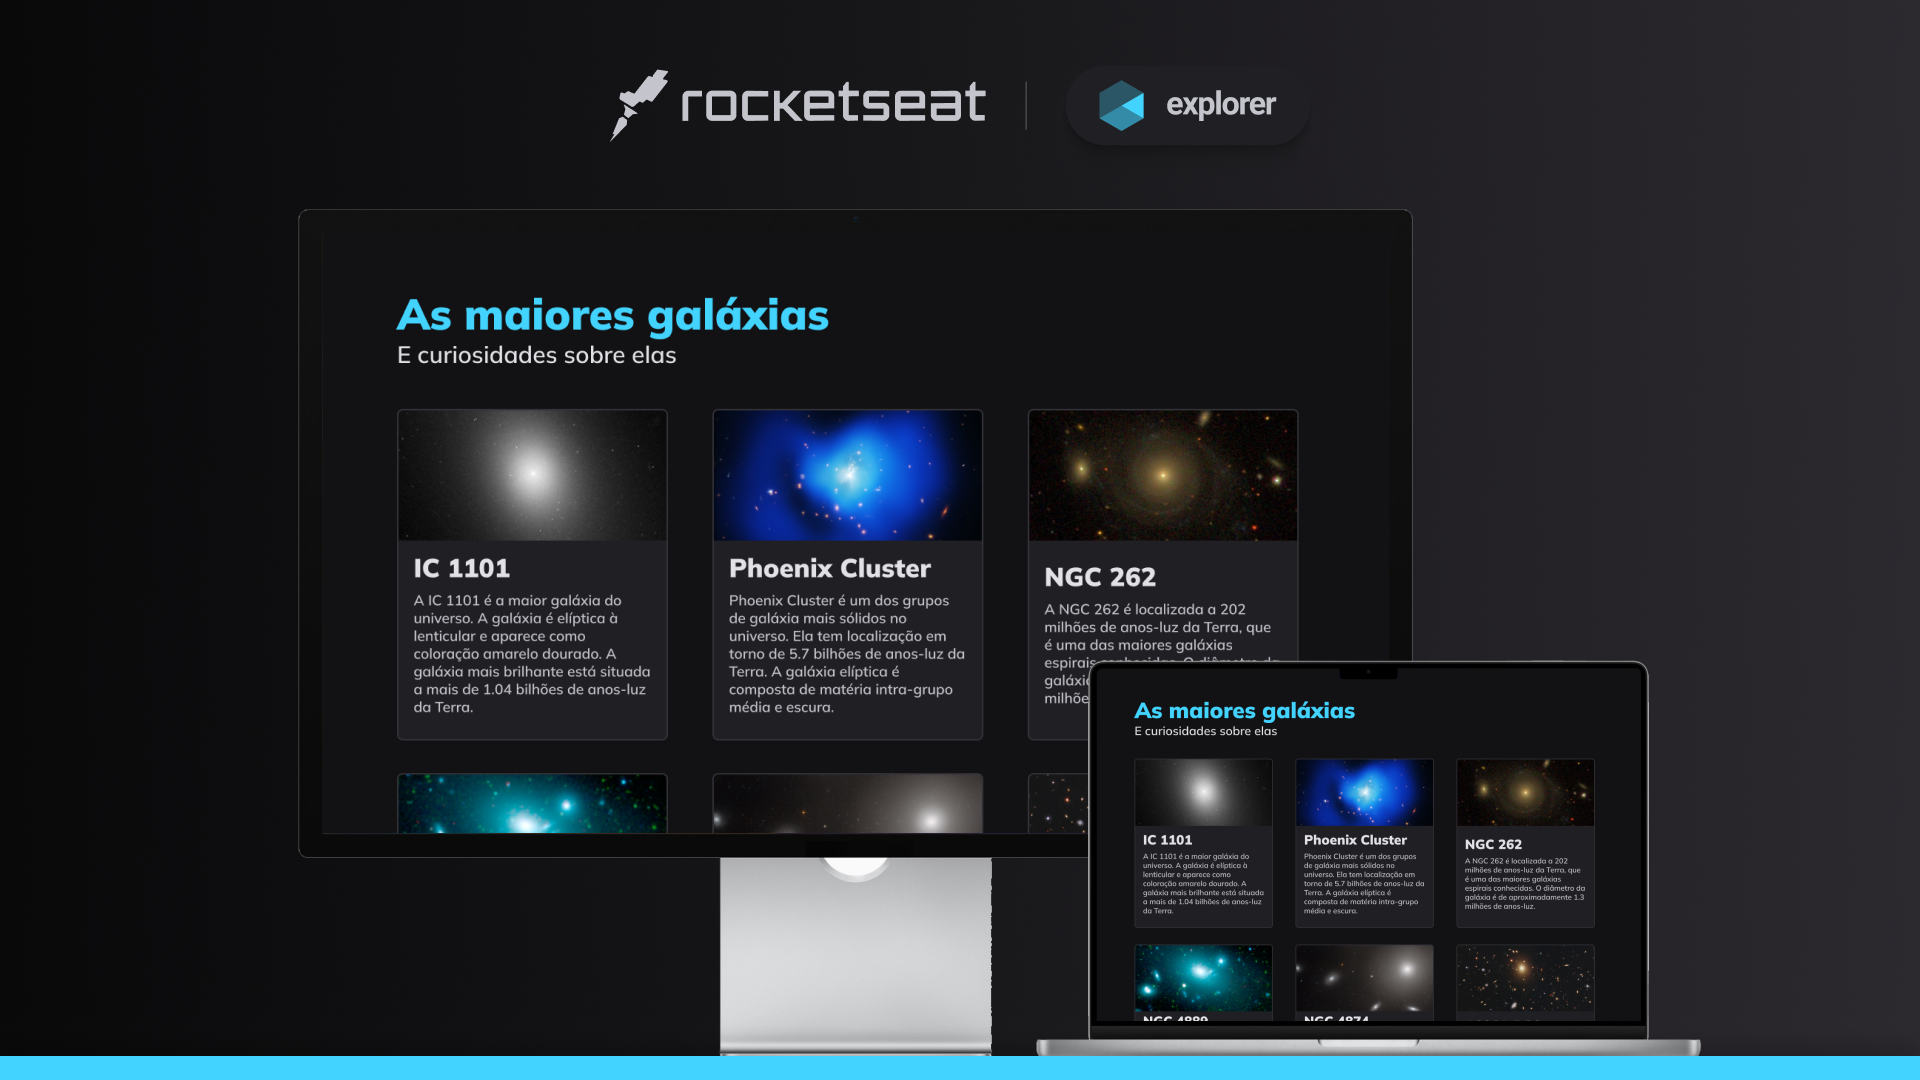 rocketseat
explorer
As maiores galáxias
E curiosidades sobre elas
IC 1101
A IC 1101 é a maior galáxia do
universo. A galáxia é elíptica à
lenticular e aparece como
coloração amarelo dourado. A
galáxia mais brilhante está situada
a mais de 1.04 bilhões de anos-luz
da Terra.
Phoenix Cluster
Phoenix Cluster é um dos grupos
de galáxia mais sólidos no
universo. Ela tem localização em
torno de 5.7 bilhões de anos-luz da
Terra. A galáxia elíptica é
composta de matéria intra-grupo
média e escura.
NGC 262
A NGC 262 é localizada a 202
milhões de anos-luz da Terra, que
é uma das maiores galáxias
espirais conhecidas. O diâmetro da
As maiores galáxias
E curiosidades sobre elas
IC 1101
A IC 1101 é a maior galáxia do
universo. A galáxia é elíptica à
lenticular e aparece como
coloração amarelo dourado. A
galáxia mais brilhante está situada
a mais de 1.04 bilhões de anos-luz
da Terra.
Phoenix Cluster
Phoenix Cluster é um dos grupos
de galáxia mais sólidos no
universo. Ela tem localização em
torno de 5.7 bilhões de anos-luz da
Terra. A galáxia elíptica é
composta de matéria intra-grupo
média e escura.
NGC 262
A NGC 262 é localizada a 202
milhões de anos-luz da Terra, que
é uma das maiores galáxias
espirais conhecidas. O diâmetro da
galáxia é de aproximadamente 1.3
milhões de anos-luz.
NGC 4889
NGC 4874